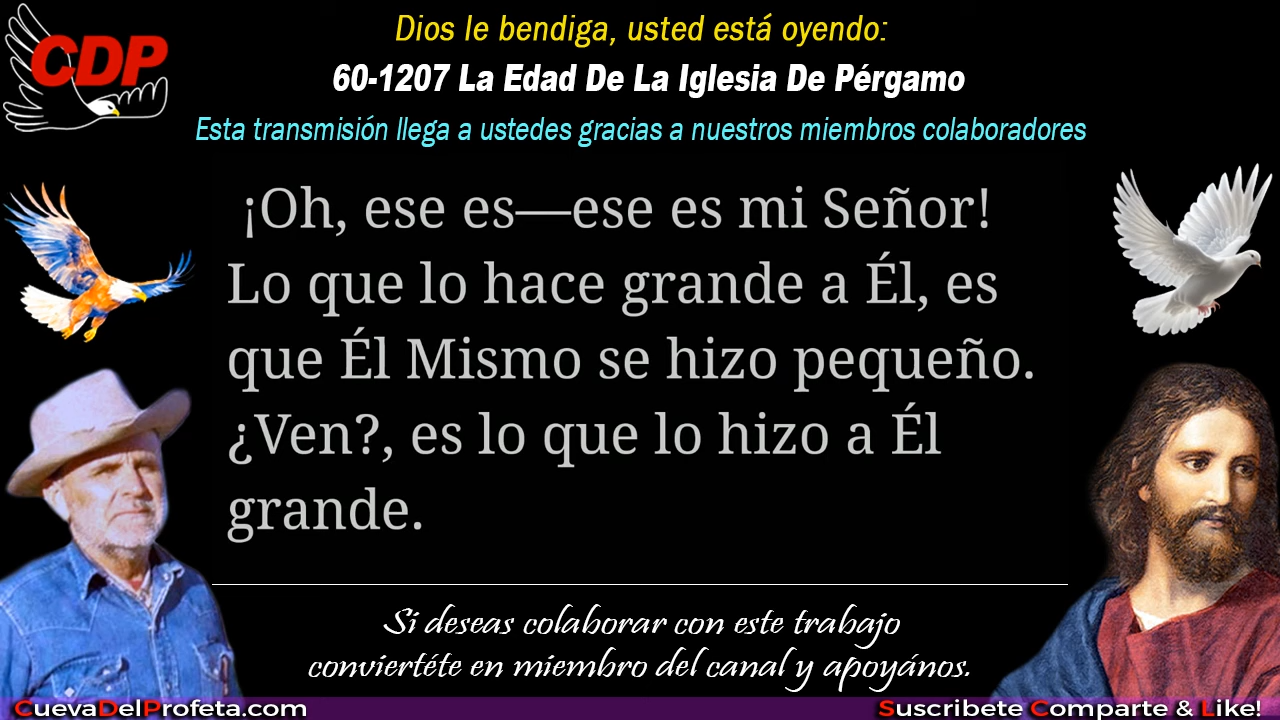 CDP
Dios le bendiga, usted está oyendo:
60-1207 La Edad De La Iglesia De Pérgamo
Esta transmisión llega a ustedes gracias a nuestros miembros colaboradores
¡Oh, ese es—ese es mi Señor!
Lo que lo hace grande a Él, es
que Él Mismo se hizo pequeño.
¿Ven?, es lo que lo hizo a Él
grande.
Si deseas colaborar con este trabajo
conviertéte en miembro del canal y apoyános.
CuevaDelProfeta.com
Suscribete Comparte & Like!